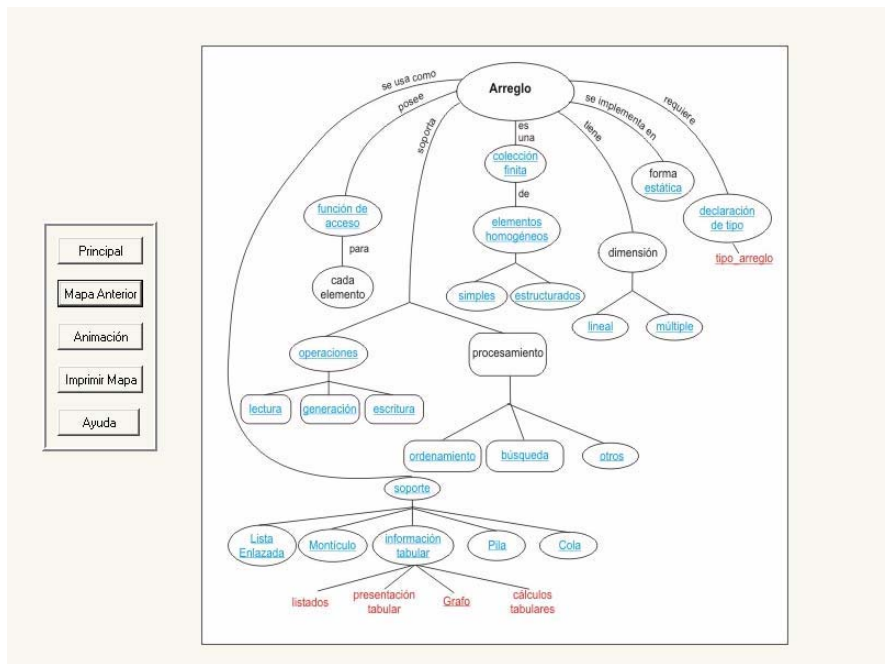 Principal
Mapa Anterior
Animación
Imprimir Mapa
Ayuda
Arreglo
se usa como
posee
soporta
es
una
tiene
se implementa en
requiere
colección
finita
de
forma
estática
función de
acceso
declaración
de tipo
elementos
homogéneos
para
dimensión
tipo_arreglo
cada
elemento
simples
estructurados
lineal
múltiple
operaciones
procesamiento
lectura
generación
escritura
ordenamiento
búsqueda
otros
soporte
Lista
Enlazada
Montículo
información
tabular
Pila
Cola
listados
presentación
tabular
Grafo
cálculos
tabulares